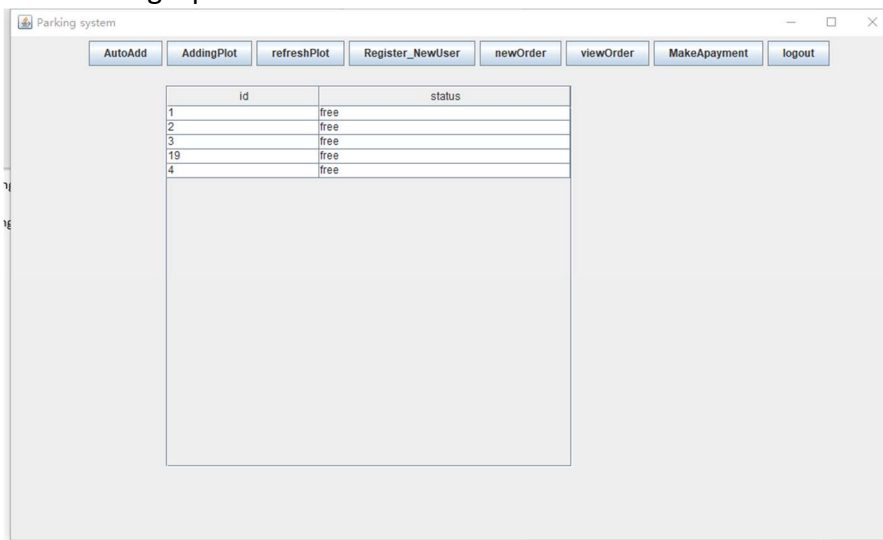 Parking system
AutoAdd AddingPlot refreshPlot Register_NewUser newOrder viewOrder MakeApayment logout
id status
1 free
2 free
3 free
19 free
4 free